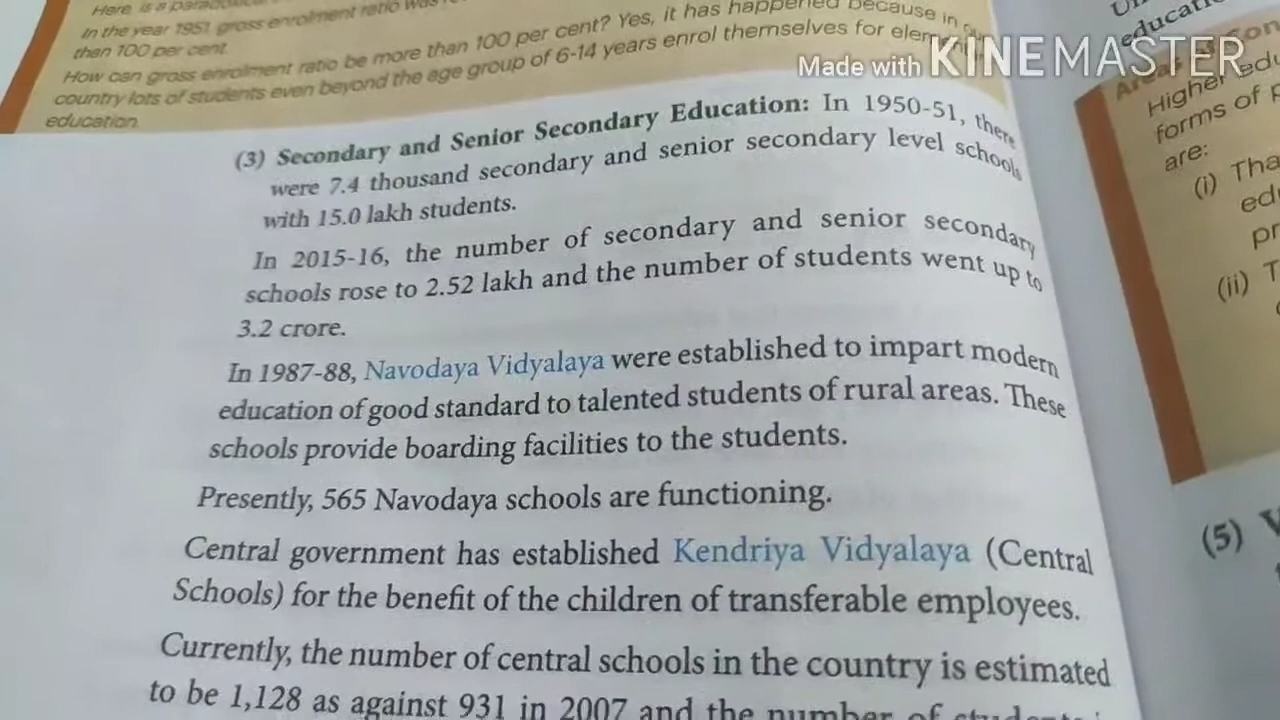 Here, is a
In the year 1951, gross enrolment ratio was
than 100 per cent.
How can gross enrolment ratio be more than 100 per cent? Yes, it has happened because in
country lots of students even beyond the age group of 6-14 years enrol themselves for
education.
Made with KINEMASTER
(3) Secondary and Senior Secondary Education: In 1950-51, there
were 7.4 thousand secondary and senior secondary level schools
with 15.0 lakh students.
In 2015-16, the number of secondary and senior secondary
schools rose to 2.52 lakh and the number of students went up to
3.2 crore.
In 1987-88, Navodaya Vidyalaya were established to impart modern
education of good standard to talented students of rural areas. These
schools provide boarding facilities to the students.
Presently, 565 Navodaya schools are functioning.
Central government has established Kendriya Vidyalaya (Central
Schools) for the benefit of the children of transferable employees.
Currently, the number of central schools in the country is estimated
to be 1,128 as against 931 in 2007 and the number of
Higher
forms of
are:
(i)
(ii)
(5)